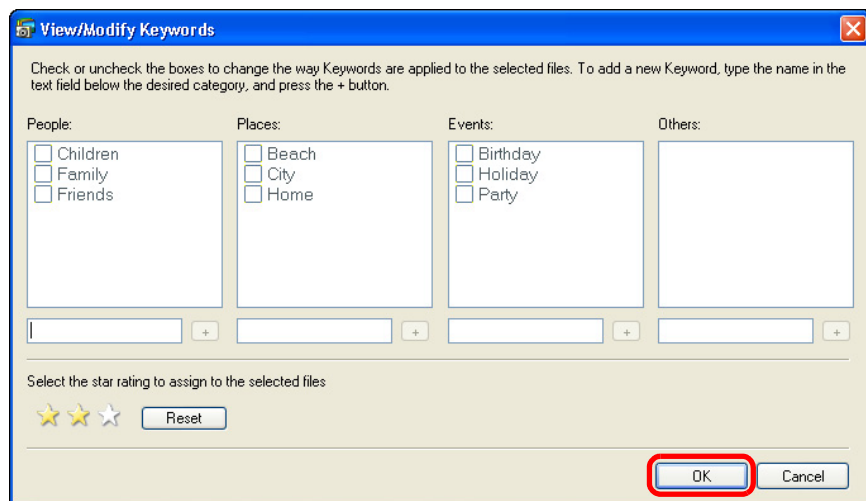 View/Modify Keywords
Check or uncheck the boxes to change the way Keywords are applied to the selected files. To add a new Keyword, type the name in the
text field below the desired category, and press the + button.
People: Places: Events: Others:
Children Beach Birthday
Family City Holiday
Friends Home Party
+ + + +
Select the star rating to assign to the selected files
Reset
OK Cancel